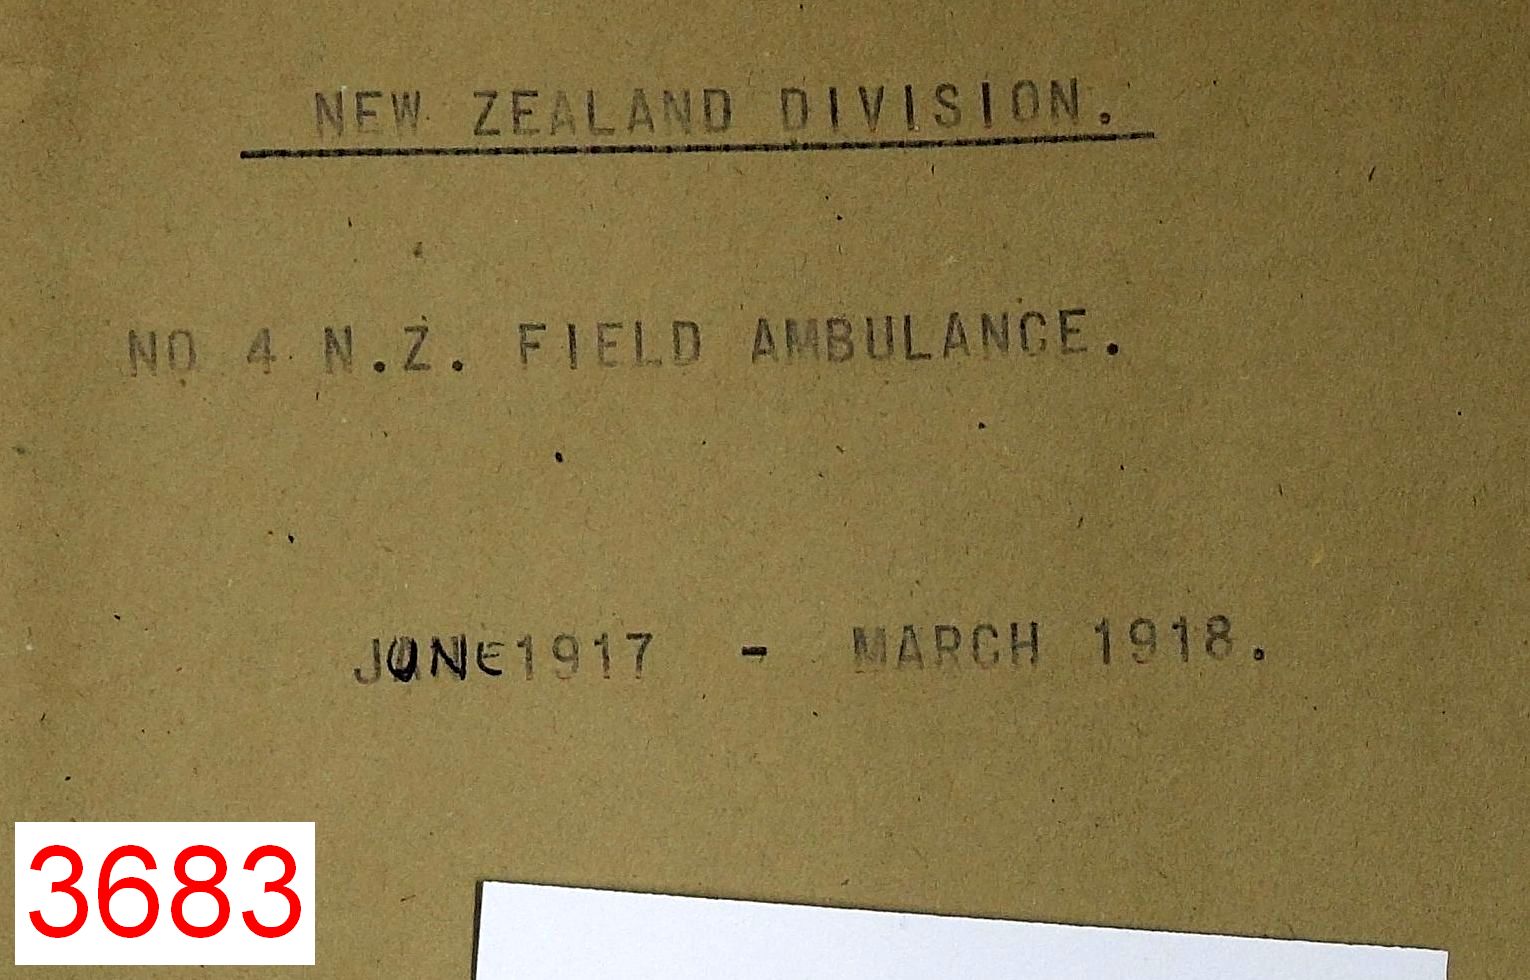 NEW ZEALAND DIVISION.
NO 4 N.Z. FIELD AMBULANCE.
JUNE 1917 - MARCH 1918.
3683